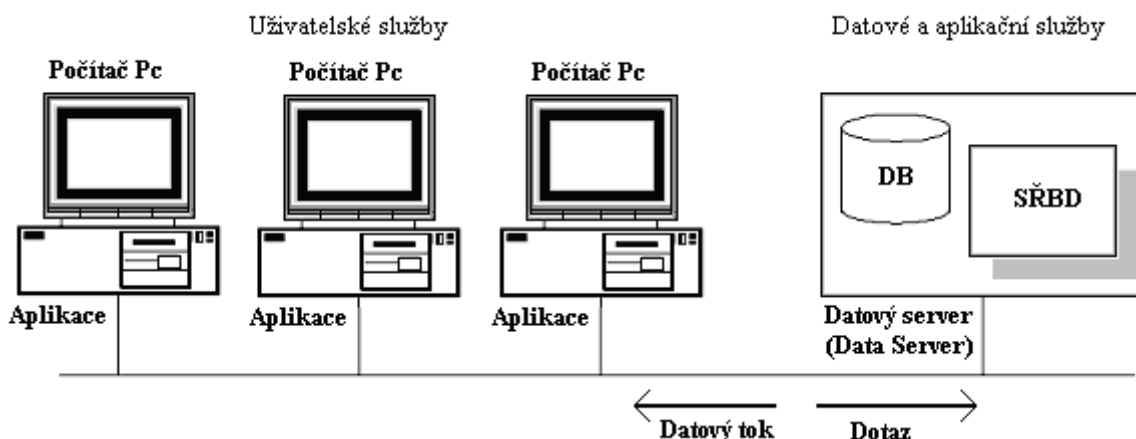 Uživatelské služby
Datové a aplikační služby
Počítač Pc
Počítač Pc
Počítač Pc
DB
SŘBD
Aplikace
Aplikace
Aplikace
Datový server
(Data Server)
Datový tok
Dotaz